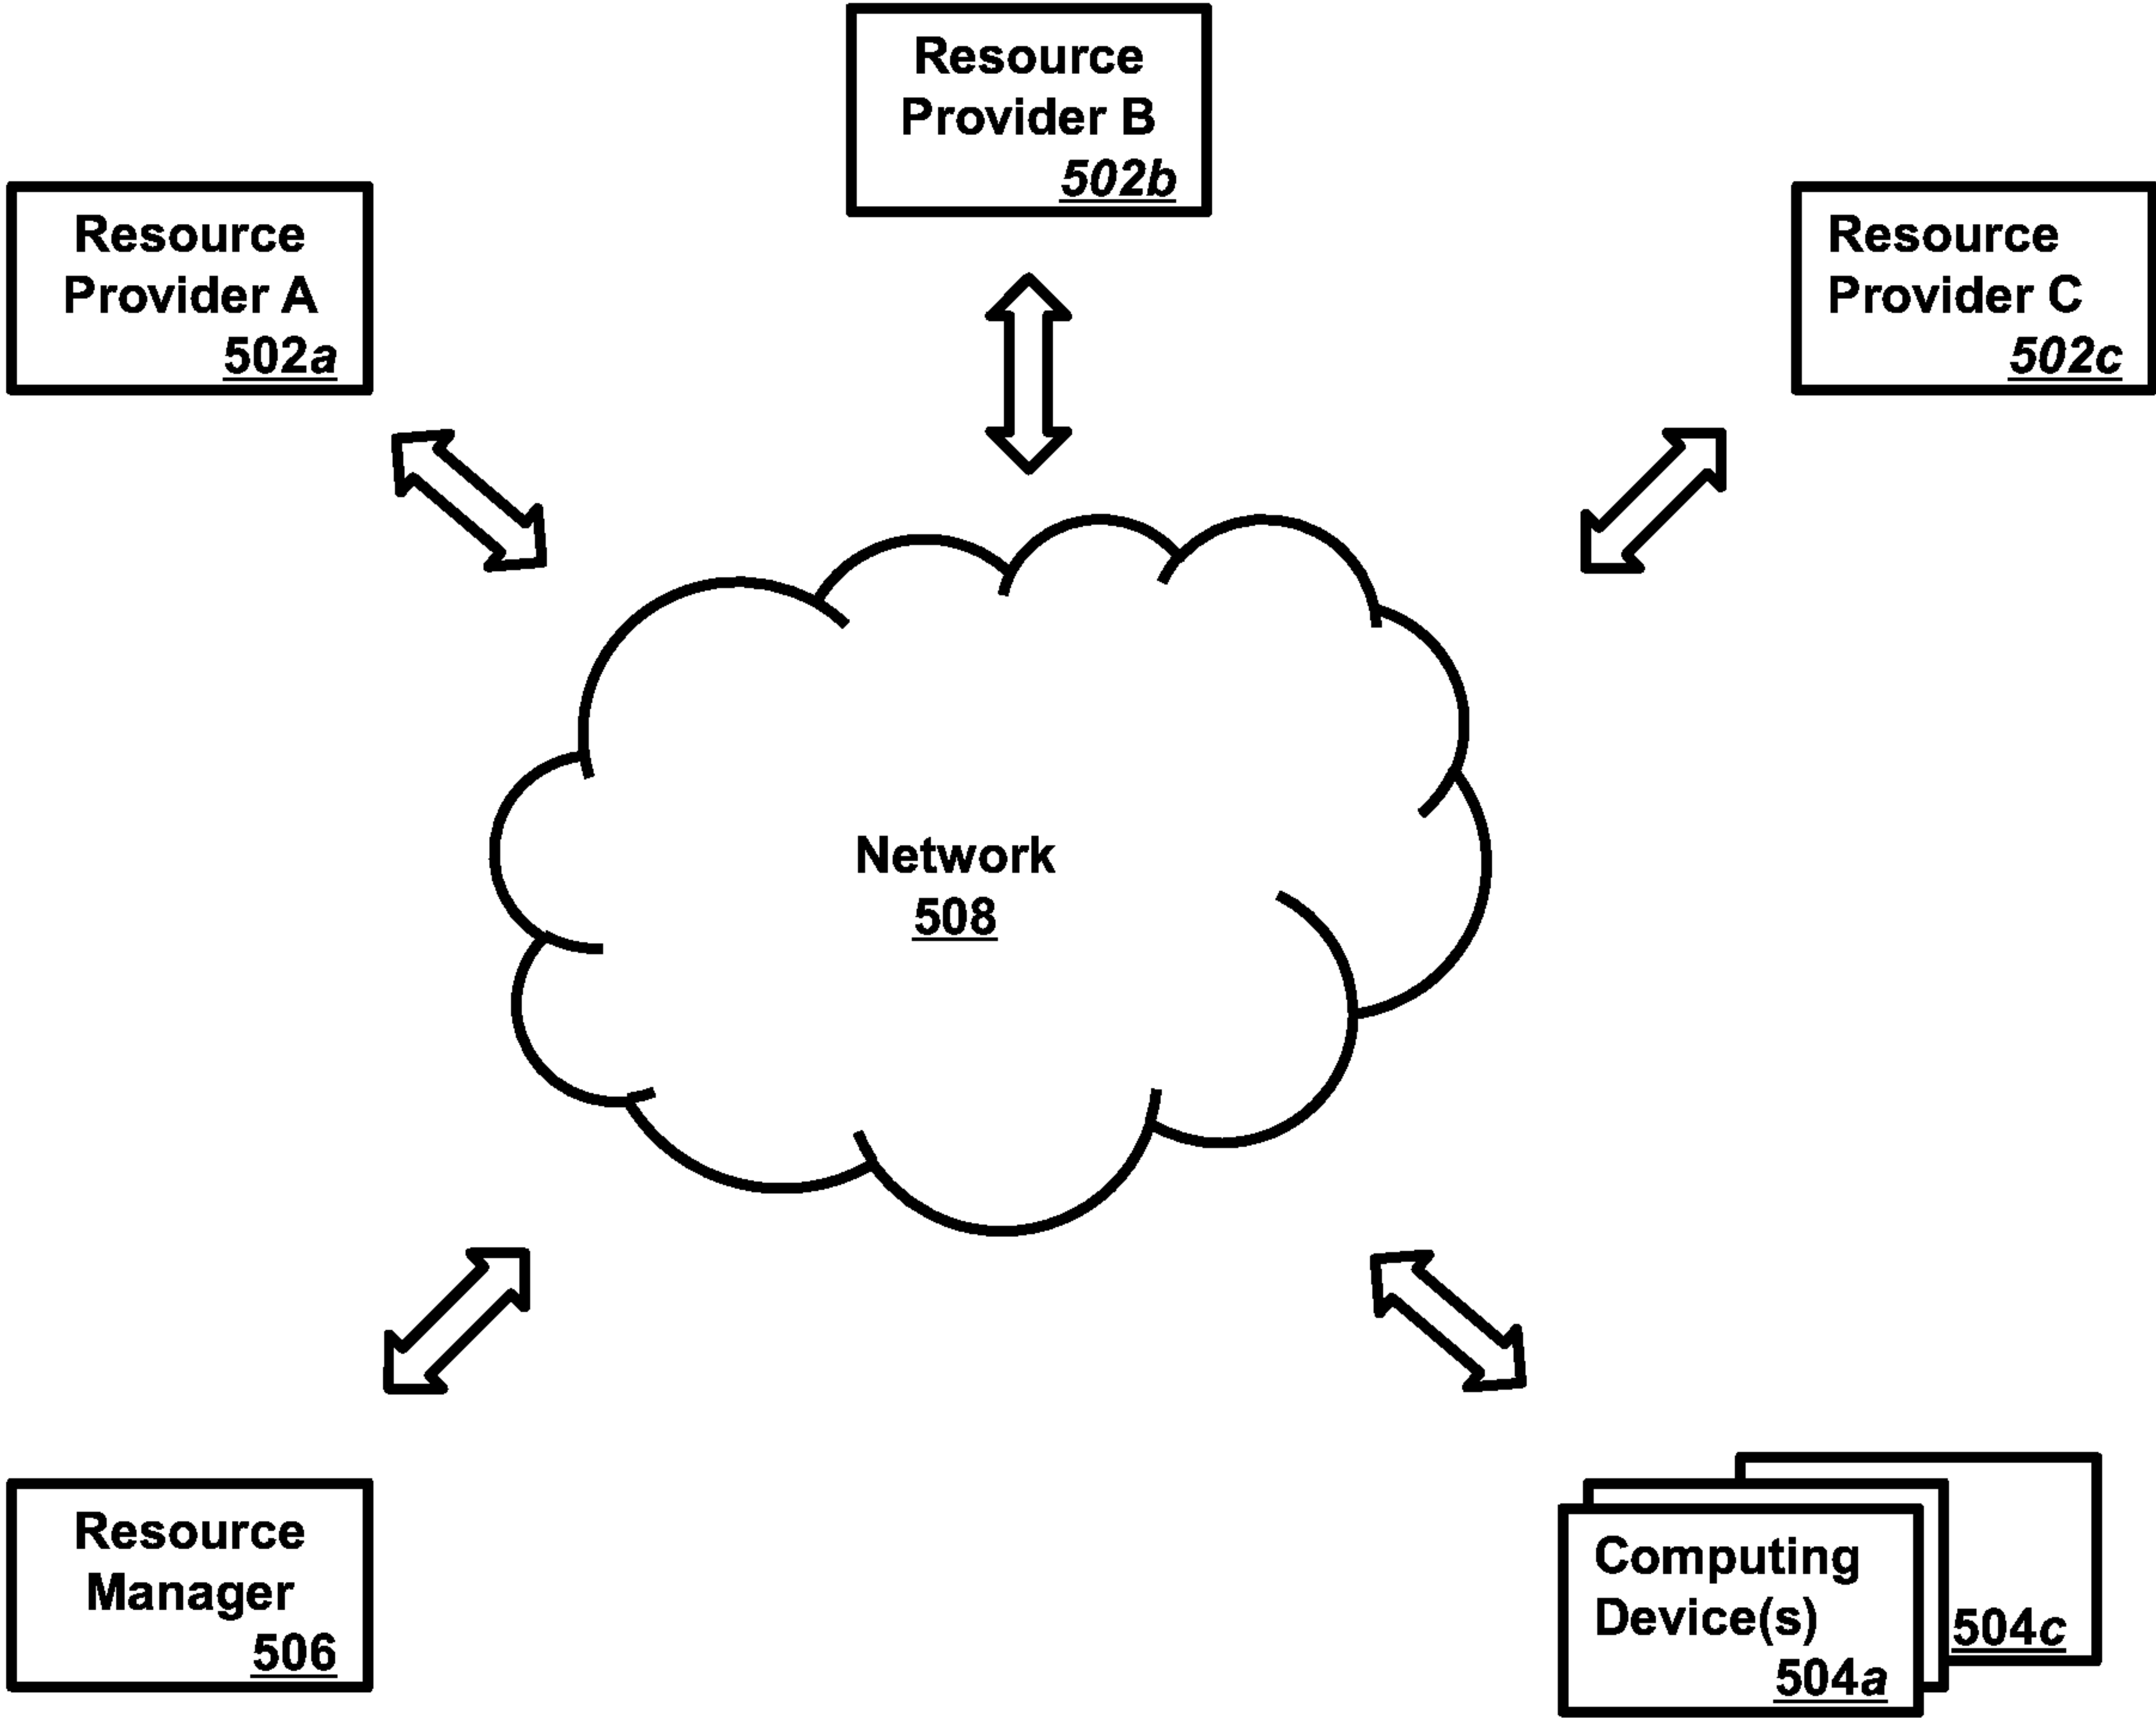 Resource
Provider B
502b
Resource
Provider A
502a
Resource
Provider C
502c
Network
508
Resource
Manager
506
Computing
Device(s)
504a
504c